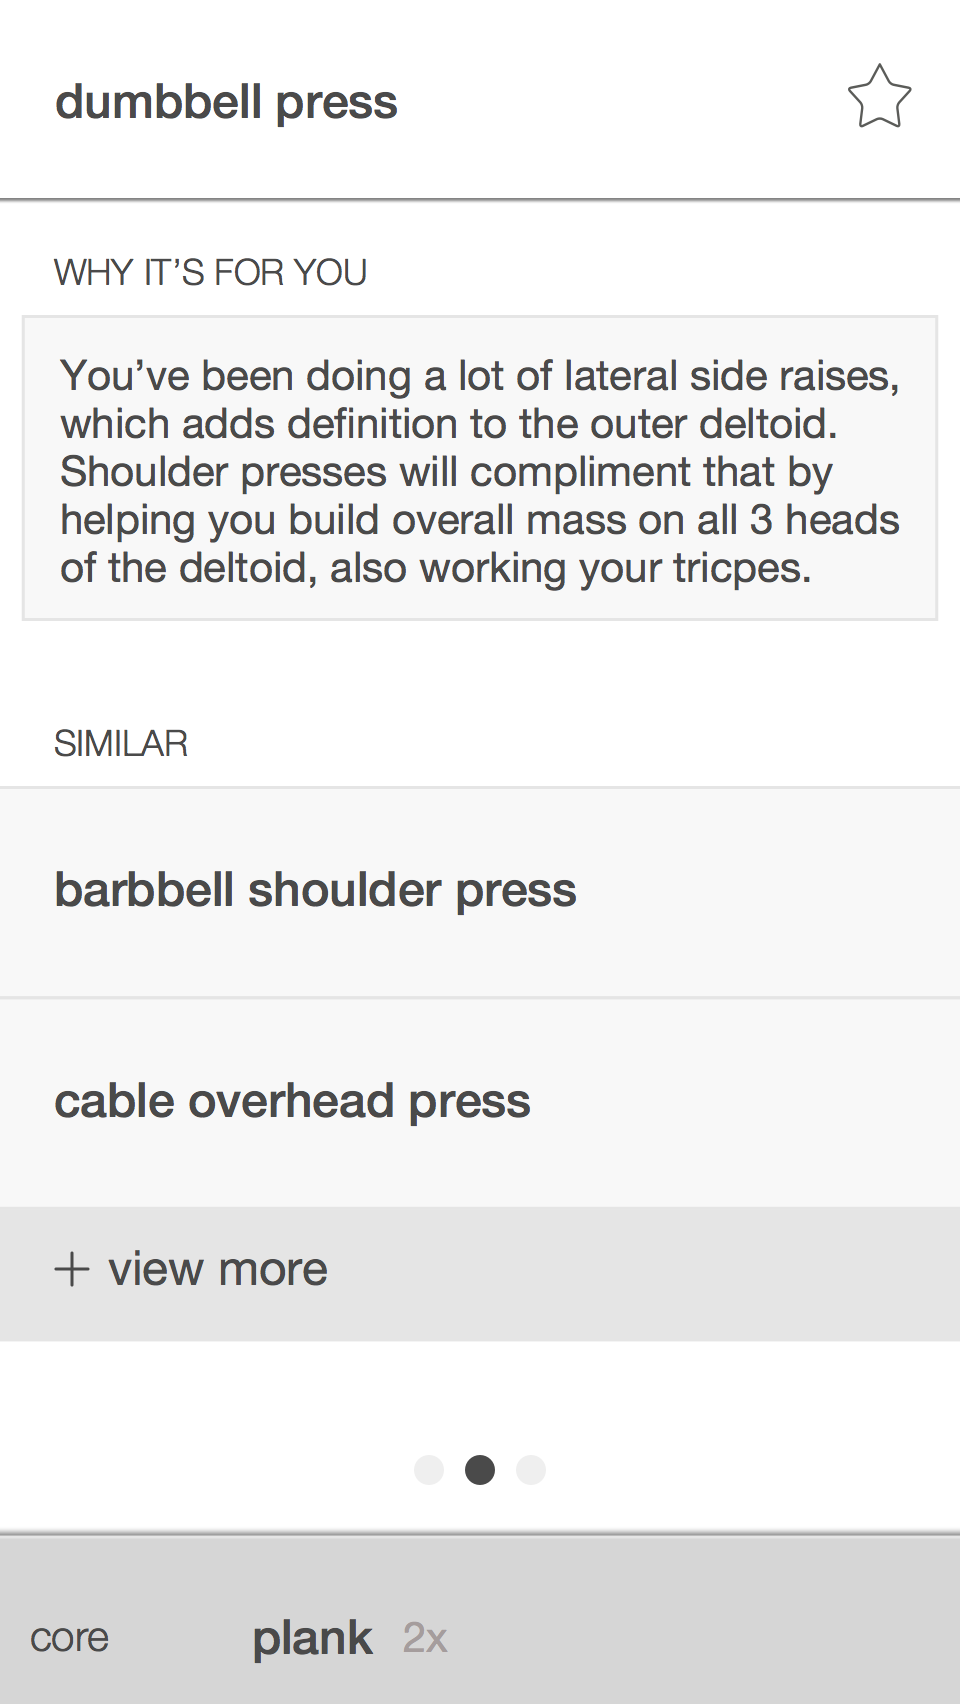 dumbbell press
WHY IT’S FOR YOU
You’ve been doing a lot of lateral side raises,
which adds definition to the outer deltoid.
Shoulder presses will compliment that by
helping you build overall mass on all 3 heads
of the deltoid, also working your tricpes.
SIMILAR
barbbell shoulder press
cable overhead press
+ view more
core plank 2x